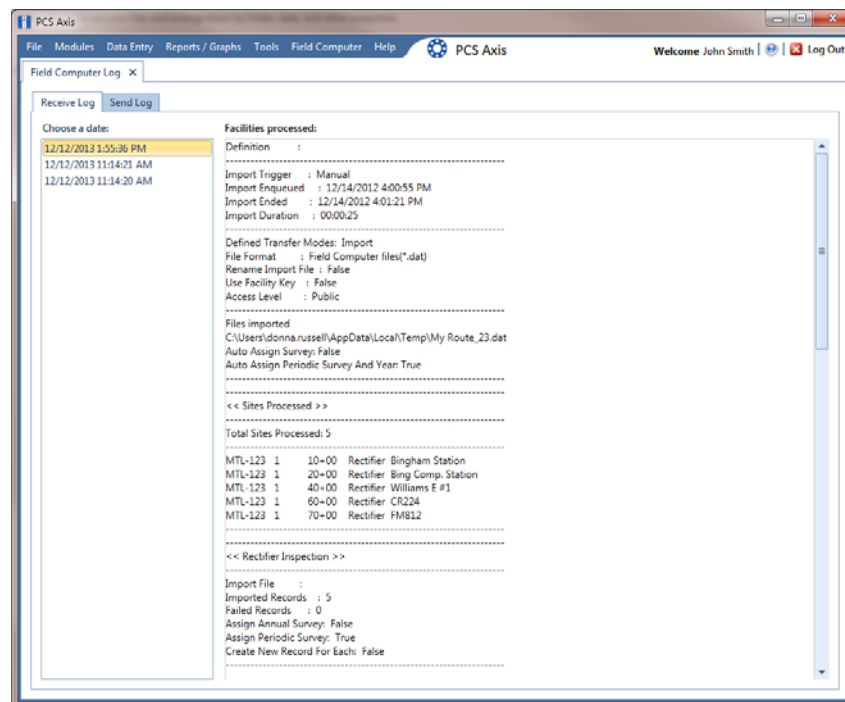 PCS Axis
File Modules Data Entry Reports / Graphs Tools Field Computer Help
PCS Axis
Welcome John Smith | Log Out
Field Computer Log X
Receive Log Send Log
Choose a date:
12/12/2013 1:55:36 PM
12/12/2013 11:14:21 AM
12/12/2013 11:14:20 AM
Facilities processed:
Definition :
Import Trigger : Manual
Import Enqueued : 12/14/2012 4:00:55 PM
Import Ended : 12/14/2012 4:01:21 PM
Import Duration : 00:00:25
Defined Transfer Modes: Import
File Format : Field Computer files(*.dat)
Rename Import File : False
Use Facility Key : False
Access Level : Public
Files imported
C:\Users\donna.russell\AppData\Local\Temp\My Route_23.dat
Auto Assign Survey: False
Auto Assign Periodic Survey And Year: True
<< Sites Processed >>
Total Sites Processed: 5
MTL-123 1 10+00 Rectifier Bingham Station
MTL-123 1 20+00 Rectifier Bing Comp. Station
MTL-123 1 40+00 Rectifier Williams E #1
MTL-123 1 60+00 Rectifier CR224
MTL-123 1 70+00 Rectifier FM812
<< Rectifier Inspection >>
Import File :
Imported Records : 5
Failed Records : 0
Assign Annual Survey: False
Assign Periodic Survey: True
Create New Record For Each: False